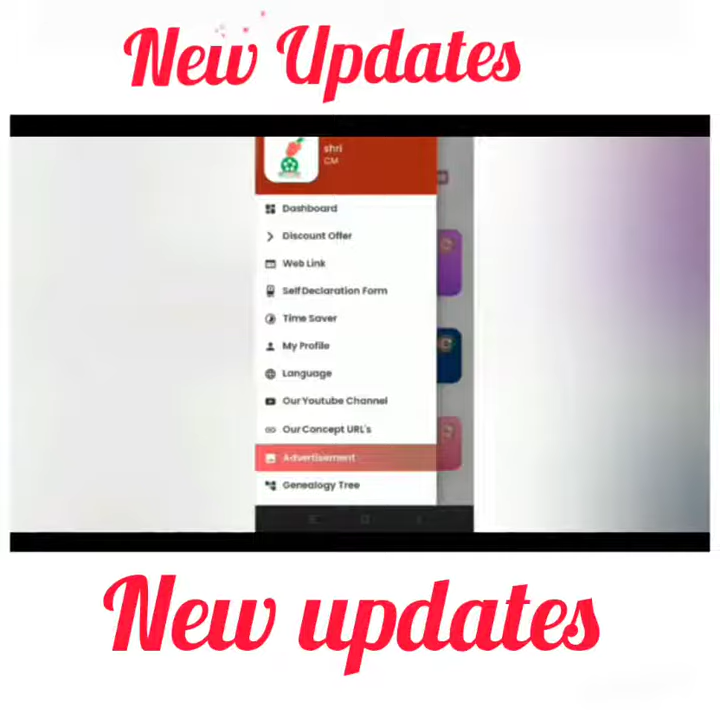 New Updates
shri
CM
Dashboard
Discount Offer
Web Link
Self Declaration Form
Time Saver
My Profile
Language
Our Youtube Channel
Our Concept URL's
Advertisement
Genealogy Tree
New updates